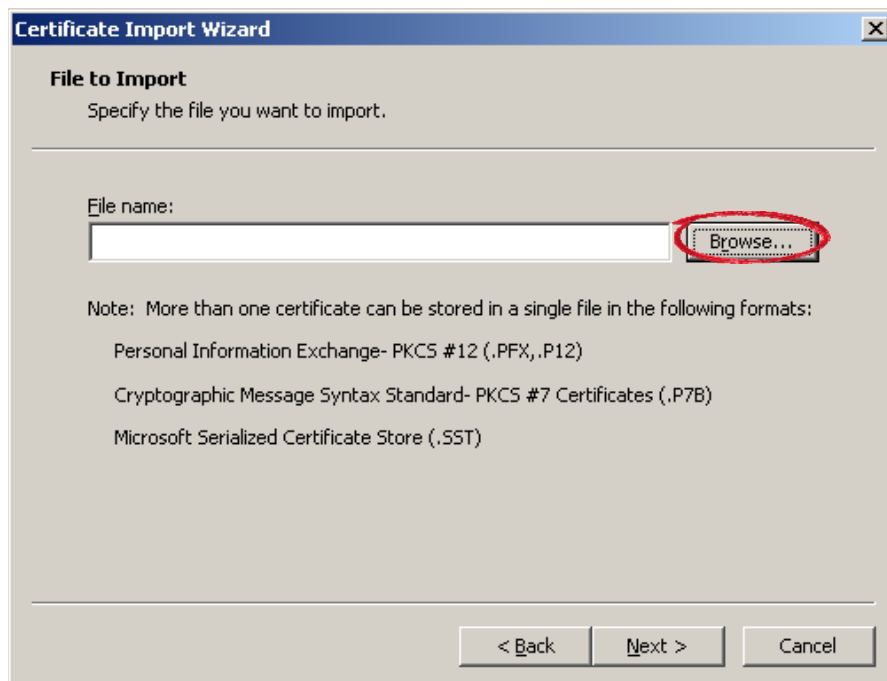 Certificate Import Wizard
File to Import
Specify the file you want to import.
File name:
Browse...
Note: More than one certificate can be stored in a single file in the following formats:
Personal Information Exchange- PKCS #12 (.PFX,.P12)
Cryptographic Message Syntax Standard- PKCS #7 Certificates (.P7B)
Microsoft Serialized Certificate Store (.SST)
< Back Next > Cancel